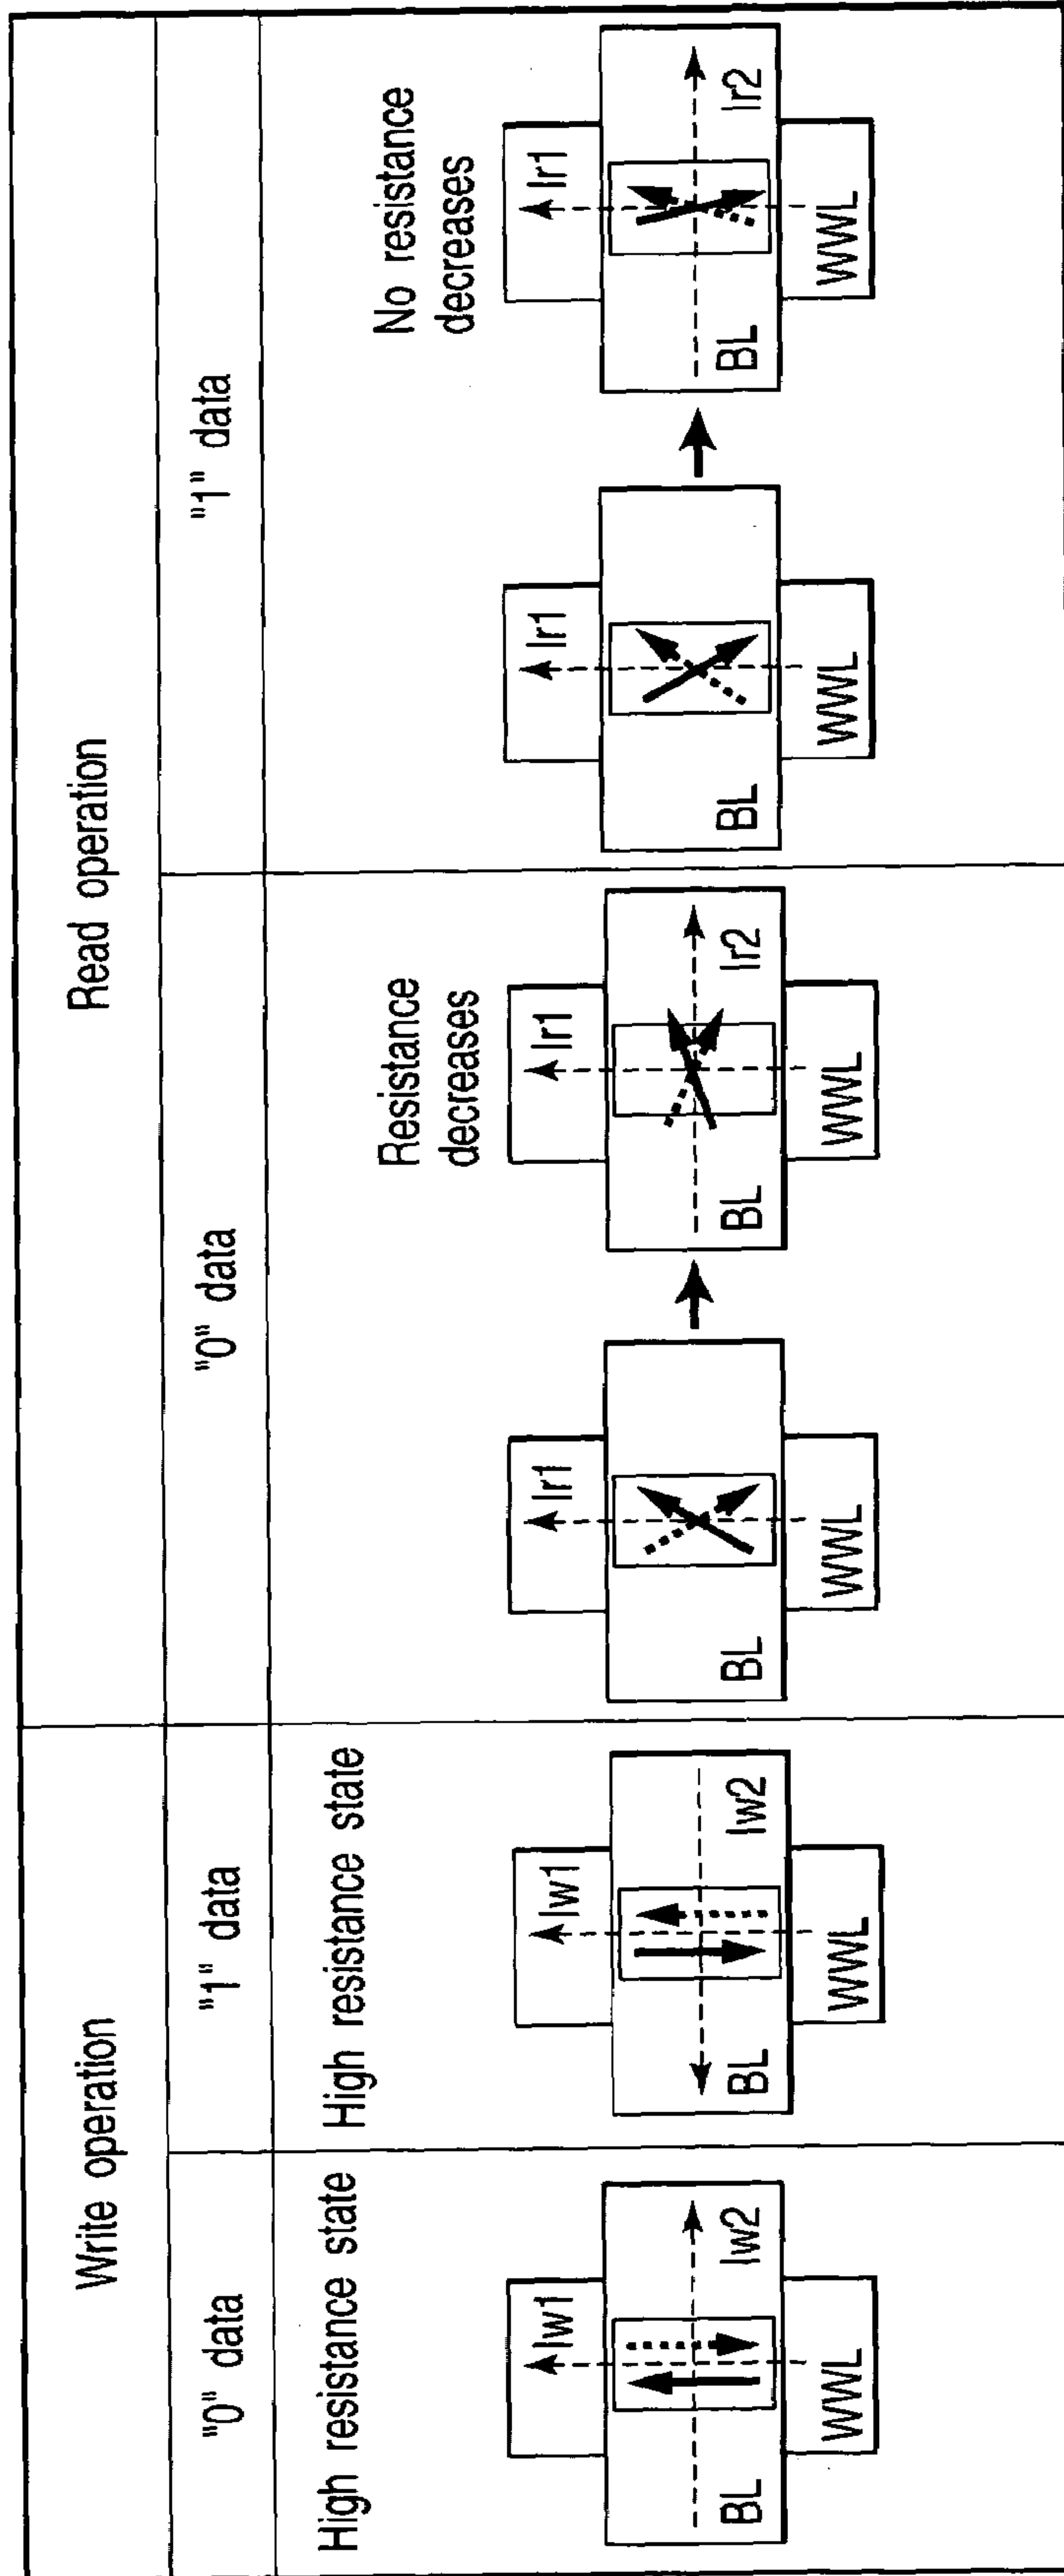 Write operation
Read operation
"0" data
"1" data
"0" data
"1" data
High resistance state
High resistance state
Resistance
decreases
No resistance
decreases
Iw1
Iw2
BL
WWL
Iw1
Iw2
BL
WWL
Ir1
BL
WWL
Ir1
Ir2
BL
WWL
Ir1
BL
WWL
Ir1
Ir2
BL
WWL